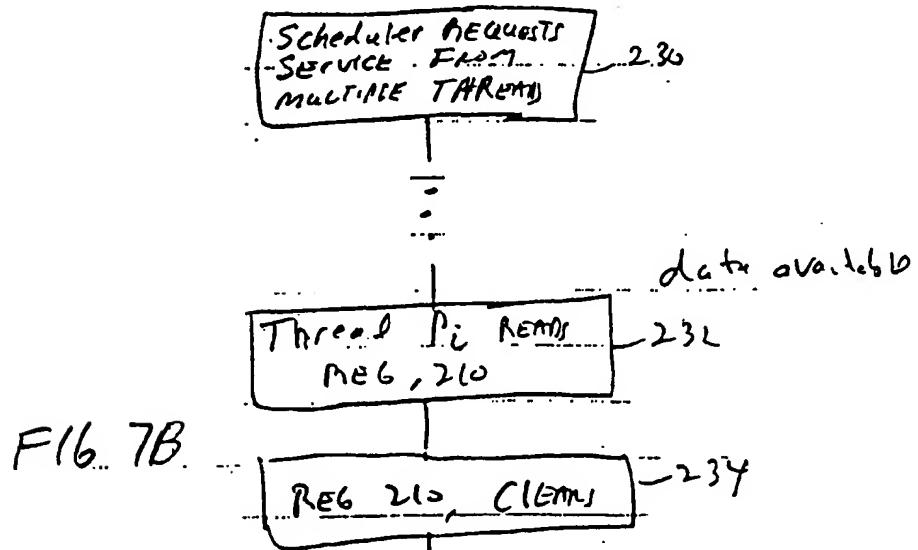 Scheduler REQUESTS
SERVICE FROM
MULTIPLE THREADS
230
data available
Thread Pi READS
REG, 210
232
FIG. 7B
REG 210, CLEARS
234